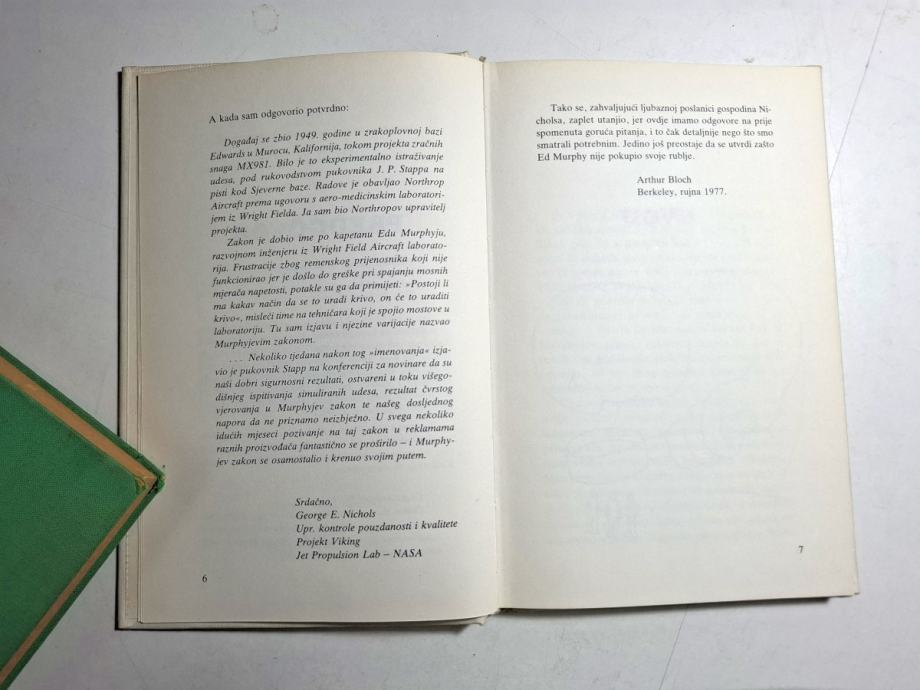 A kada sam odgovorio potvrdno:
Događaj se zbio 1949. godine u zrakoplovnoj bazi
Edwards u Murocu, Kalifornija, tokom projekta zračnih
snaga MX981. Bilo je to eksperimentalno istraživanje
udesa, pod rukovodstvom pukovnika J. P. Stappa na
pisti kod Sjeverne baze. Radove je obavljao Northrop
Aircraft prema ugovoru s aero-medicinskim laboratori-
jem iz Wright Fielda. Ja sam bio Northropov upravitelj
projekta.
Zakon je dobio ime po kapetanu Edu Murphyju,
razvojnom inženjeru iz Wright Field Aircraft laborato-
rija. Frustracije zbog remenskog prijenosnika koji nije
funkcionirao jer je došlo do greške pri spajanju mosnih
mjerača napetosti, potakle su ga da primijeti: »Postoji li
ma kakav način da se to uradi krivo, on će to uraditi
krivo«, misleći time na tehničara koji je spojio mostove u
laboratoriju. Tu sam izjavu i njezine varijacije nazvao
Murphyjevim zakonom.
. . . Nekoliko tjedana nakon tog »imenovanja« izja-
vio je pukovnik Stapp na konferenciji za novinare da su
naši dobri sigurnosni rezultati, ostvareni u toku višego-
dišnjeg ispitivanja simuliranih udesa, rezultat čvrstog
vjerovanja u Murphyjev zakon te našeg dosljednog
napora da ne priznamo neizbježno. U svega nekoliko
idućih mjeseci pozivanje na taj zakon u reklamama
raznih proizvođača fantastično se proširilo – i Murphy-
jev zakon se osamostalio i krenuo svojim putem.
Srdačno,
George E. Nichols
Upr. kontrole pouzdanosti i kvalitete
Projekt Viking
Jet Propulsion Lab – NASA
6
Tako se, zahvaljujući ljubaznoj poslanici gospodina Ni-
cholsa, zaplet utanjio, jer ovdje imamo odgovore na prije
spomenuta goruća pitanja, i to čak detaljnije nego što smo
smatrali potrebnim. Jedino još preostaje da se utvrdi zašto
Ed Murphy nije pokupio svoje rublje.
Arthur Bloch
Berkeley, rujna 1977.
7